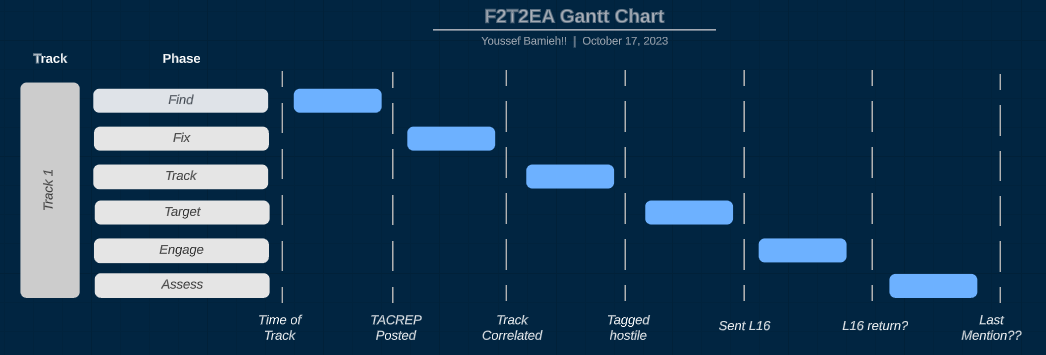 F2T2EA Gantt Chart
Youssef Bamieh!! | October 17, 2023
Track
Phase
Track 1
Find
Fix
Track
Target
Engage
Assess
Time of
Track
TACREP
Posted
Track
Correlated
Tagged
hostile
Sent L16
L16 return?
Last
Mention??